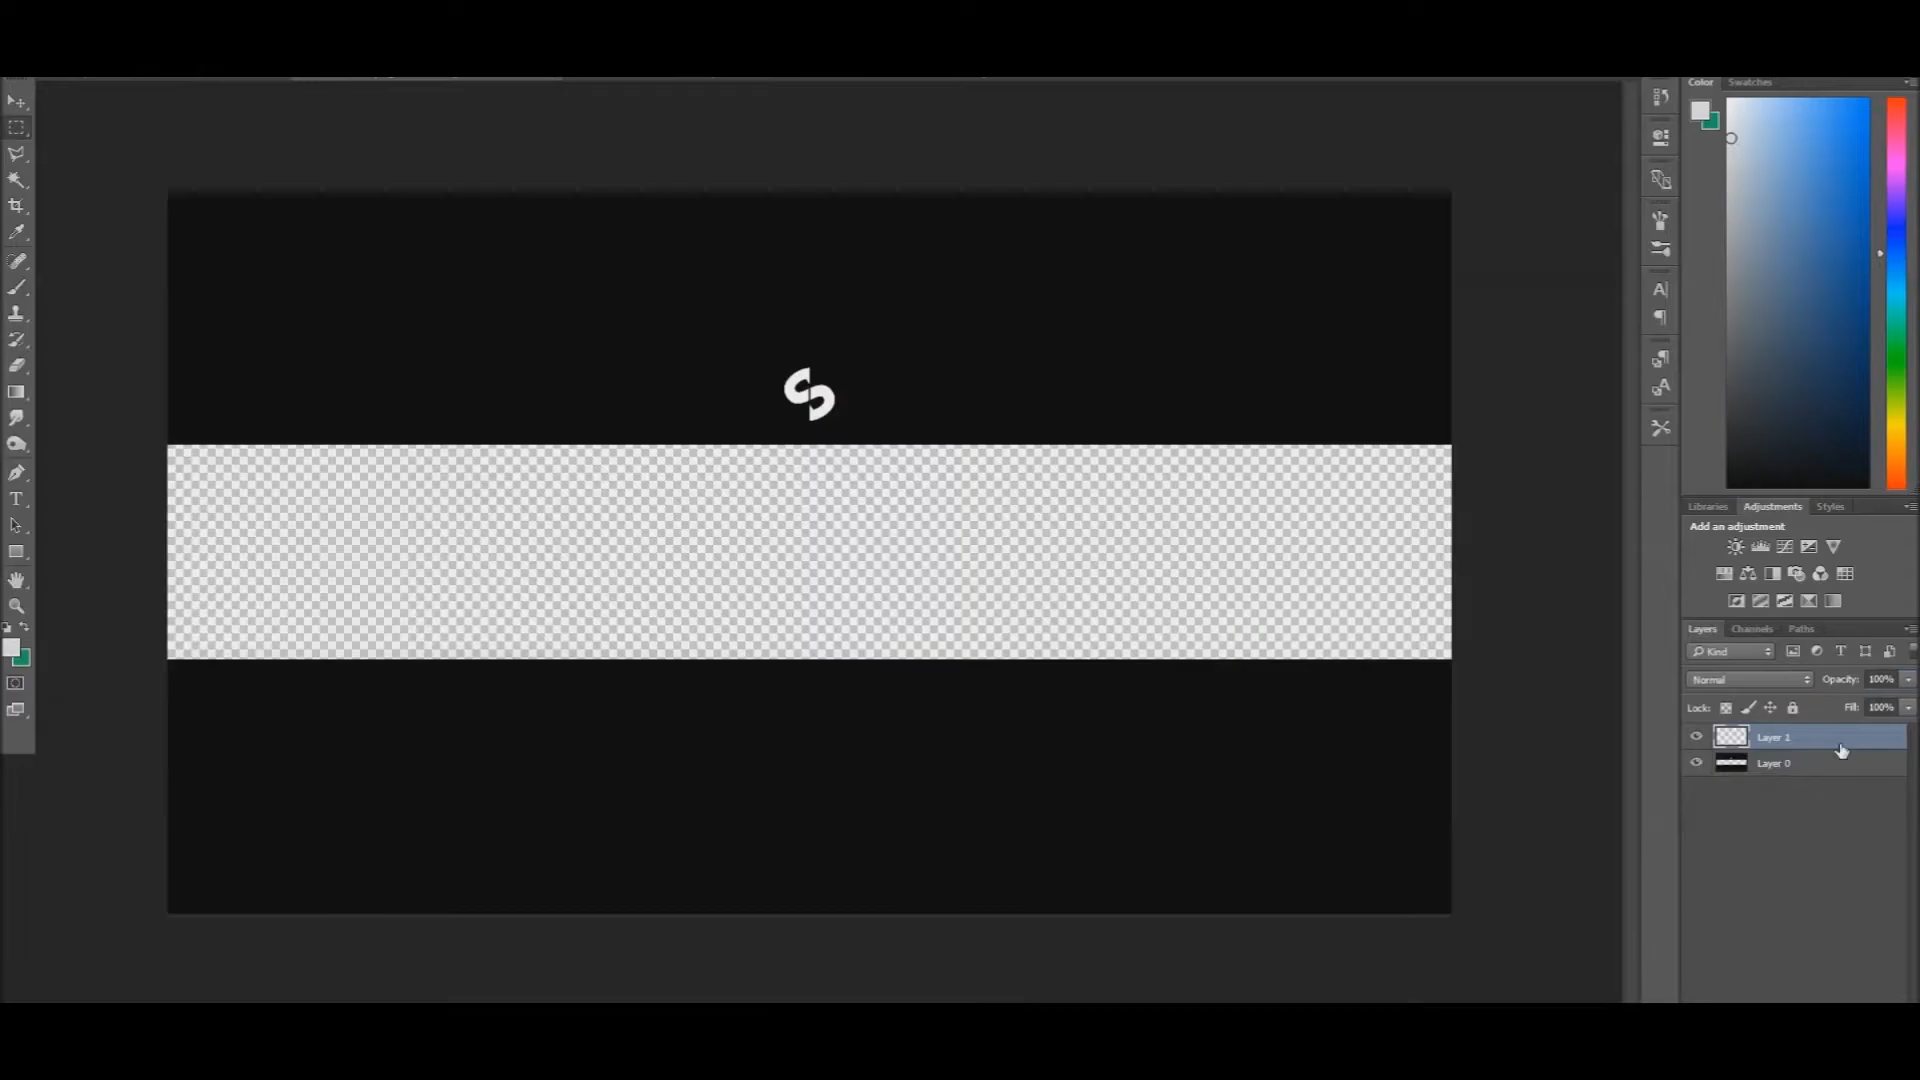 Color Swatches
Libraries Adjustments Styles
Add an adjustment
Layers Channels Paths
Kind
Normal Opacity: 100%
Lock: Fill: 100%
Layer 1
Layer 0
S